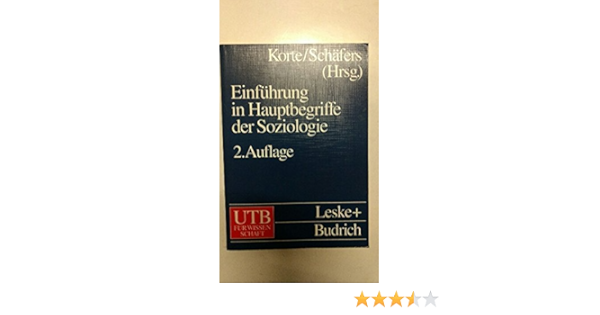 Korte/Schäfers
(Hrsg.)
Einführung
in Hauptbegriffe
der Soziologie
2.Auflage
UTB
FÜR WISSEN
SCHAFT
Leske+
Budrich